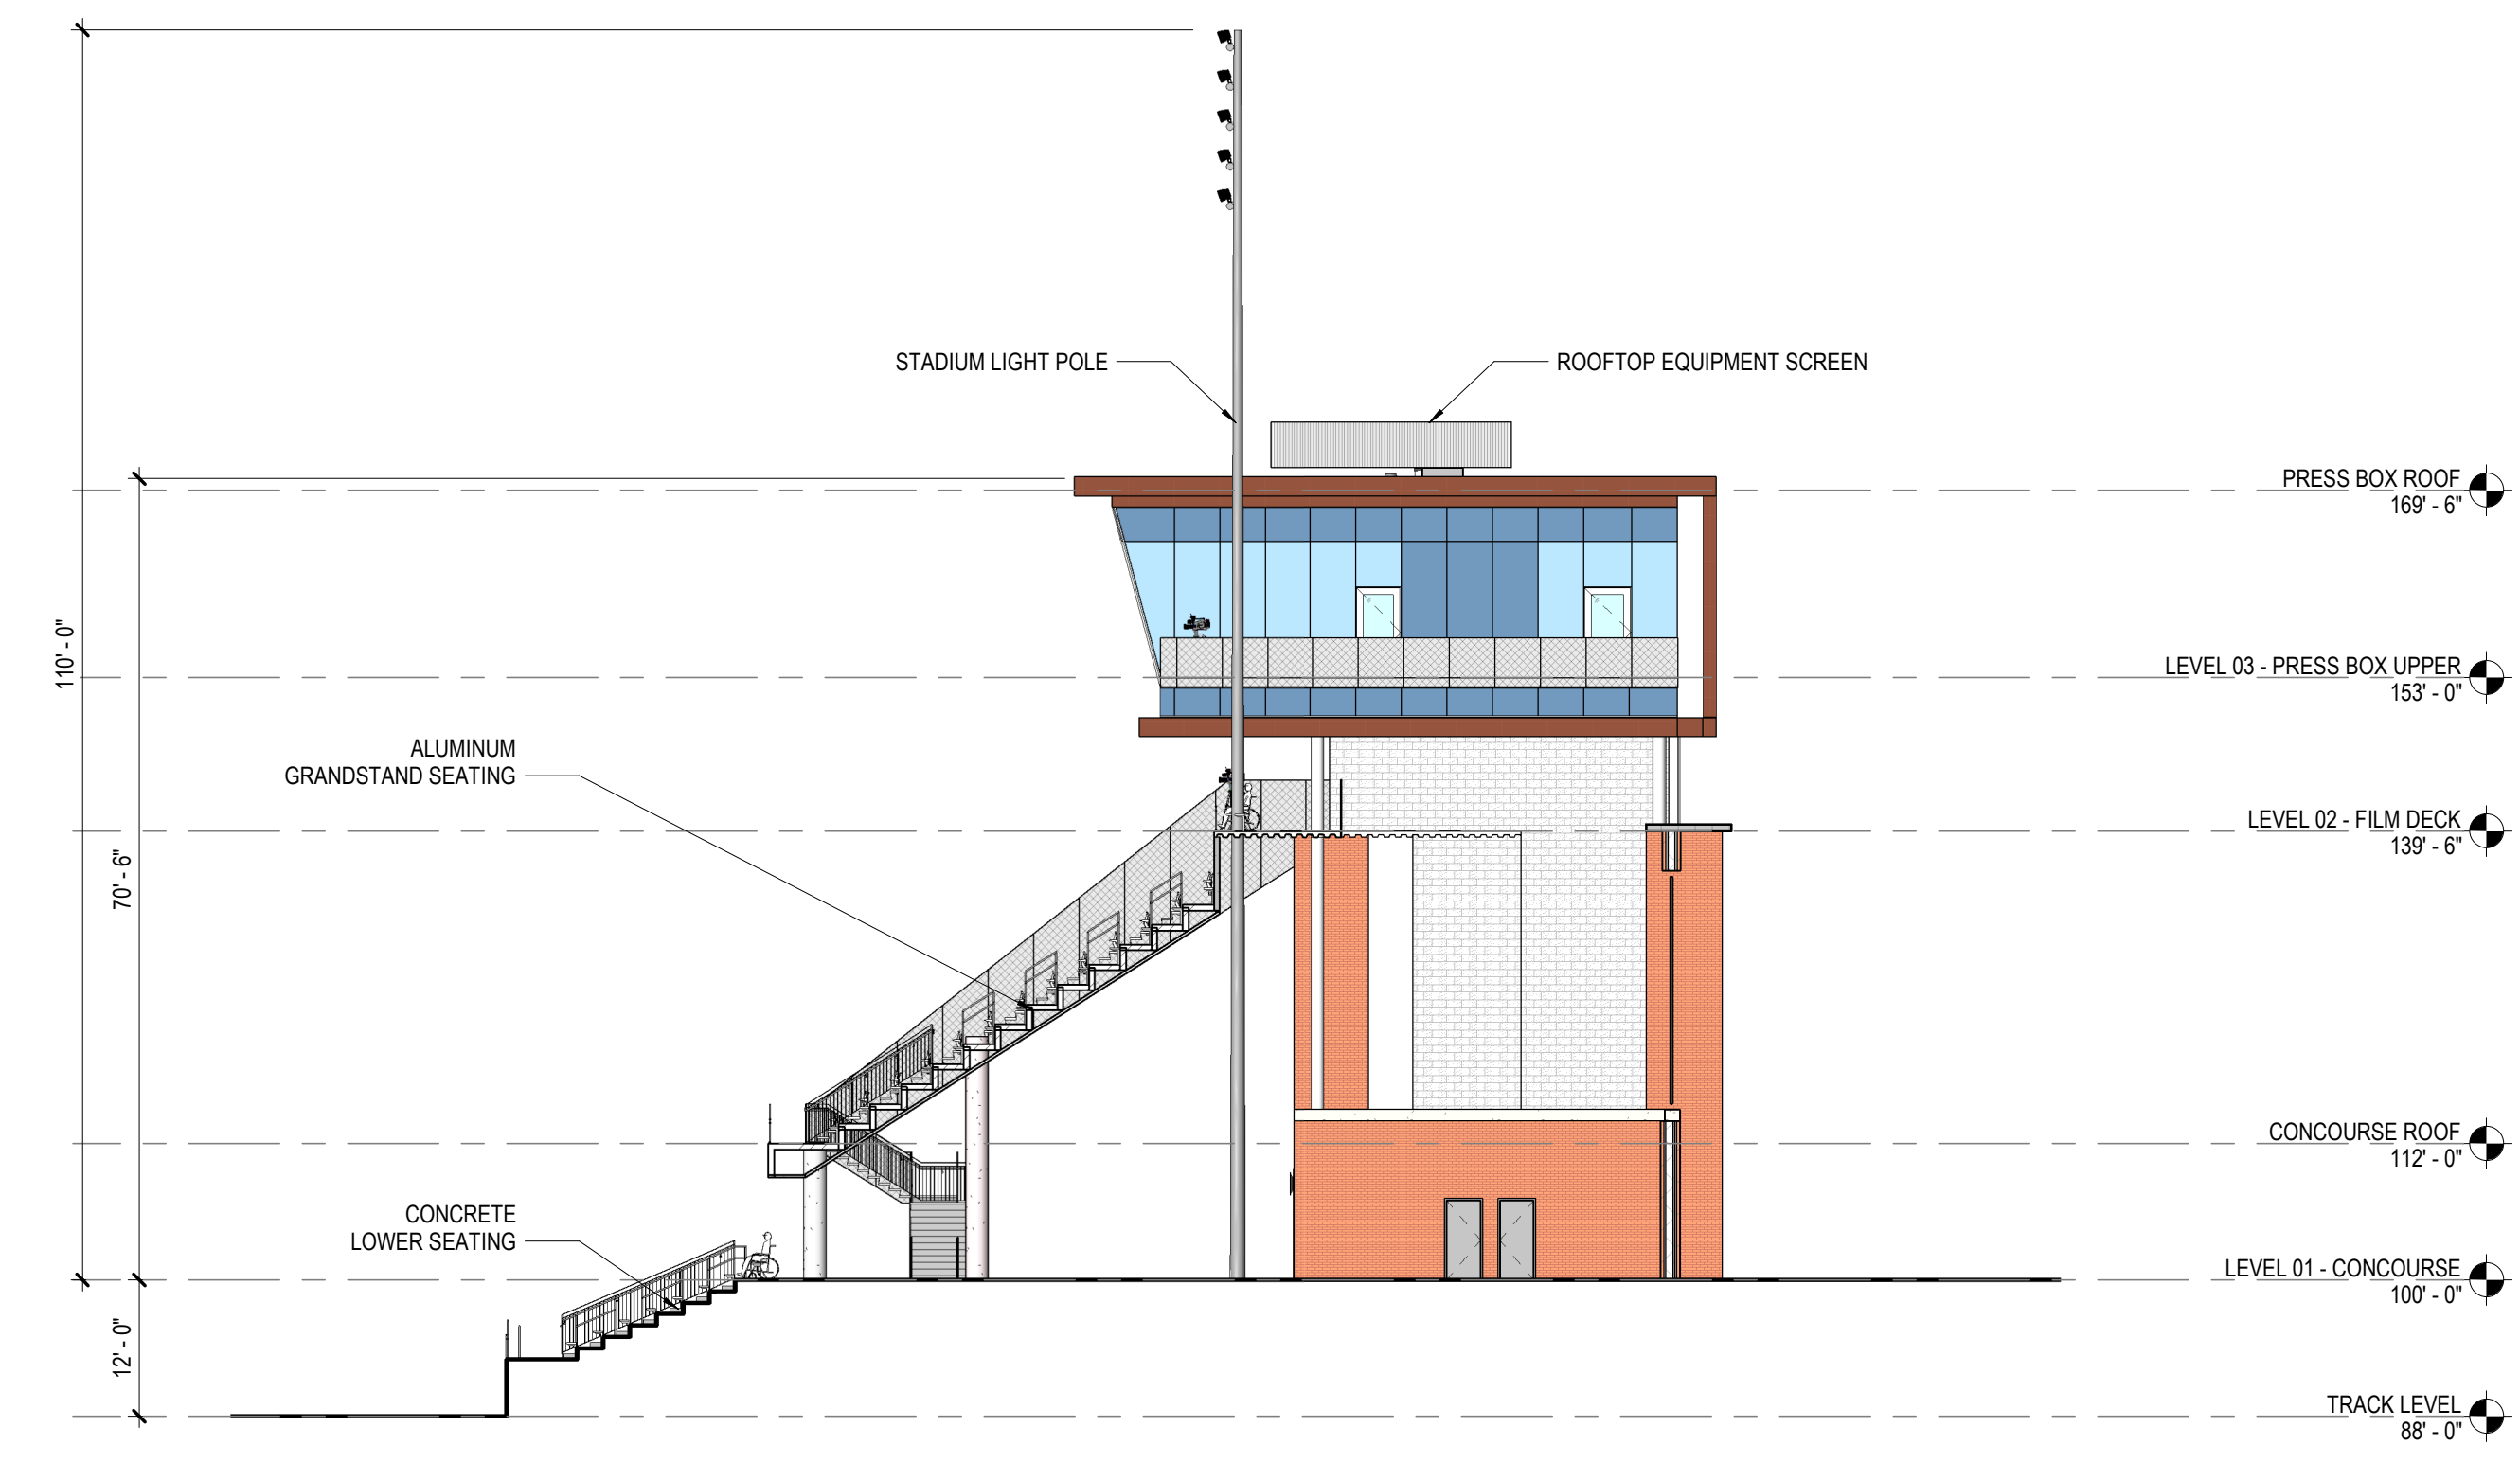 STADIUM LIGHT POLE
ROOFTOP EQUIPMENT SCREEN
PRESS BOX ROOF
169' - 6"
110' - 0"
LEVEL 03 - PRESS BOX UPPER
153' - 0"
ALUMINUM
GRANDSTAND SEATING
LEVEL 02 - FILM DECK
139' - 6"
70' - 6"
CONCOURSE ROOF
112' - 0"
CONCRETE
LOWER SEATING
LEVEL 01 - CONCOURSE
100' - 0"
12' - 0"
TRACK LEVEL
88' - 0"